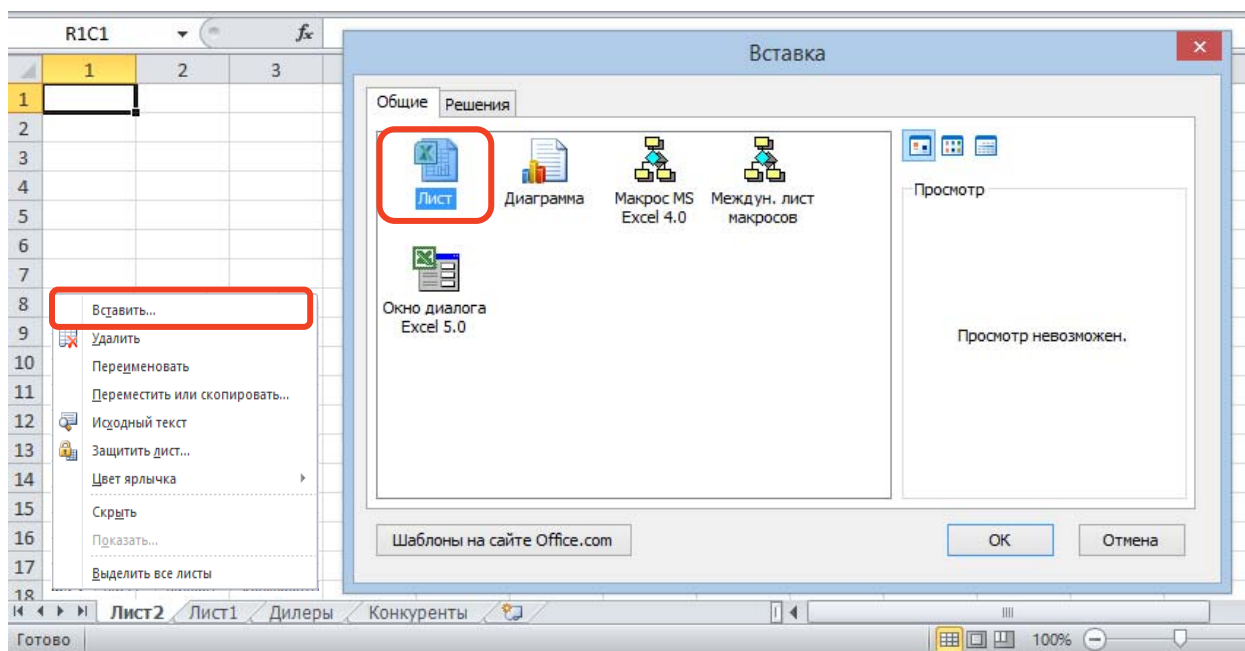 R1C1
fx
1 2 3
1
2
3
4
5
6
7
8
9
10
11
12
13
14
15
16
17
18
Вставить...
Удалить
Переименовать
Переместить или скопировать...
Исходный текст
Защитить лист...
Цвет ярлычка
Скрыть
Показать...
Выделить все листы
Вставка
Общие Решения
Лист
Диаграмма
Макрос MS
Excel 4.0
Междун. лист
макросов
Окно диалога
Excel 5.0
Просмотр
Просмотр невозможен.
Шаблоны на сайте Office.com
ОК
Отмена
Лист2 Лист1 Дилеры Конкуренты
Готово
100%